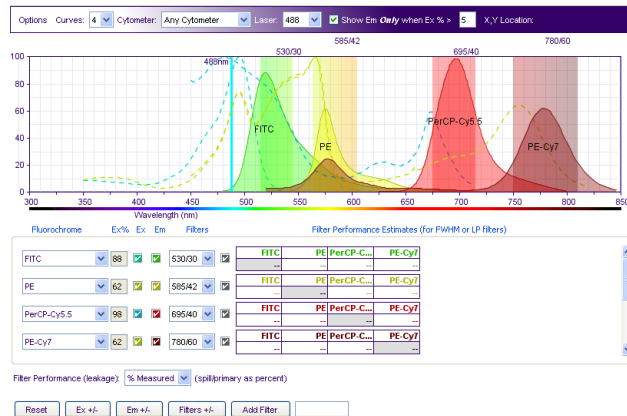 Options Curves: 4 Cytometer: Any Cytometer Laser: 488 Show Em Only when Ex % > 5 X,Y Location:
585/42 780/60
530/30 695/40
100
488nm
80
60
FITC PerCP-Cy5.5
PE PE-Cy7
40
20
0
300 350 400 450 500 550 600 650 700 750 800 850
Wavelength (nm)
Fluorochrome Ex% Ex Em Filters Filter Performance Estimates (for FWHM or LP filters)
FITC PE PerCP-C... PE-Cy7
FITC 88 530/30 -- -- -- --
FITC PE PerCP-C... PE-Cy7
PE 62 585/42 -- -- -- --
FITC PE PerCP-C... PE-Cy7
PerCP-Cy5.5 98 695/40 -- -- -- --
FITC PE PerCP-C... PE-Cy7
PE-Cy7 62 780/60 -- -- -- --
Filter Performance (leakage): % Measured (spill/primary as percent)
Reset Ex +/- Em +/- Filters +/- Add Filter